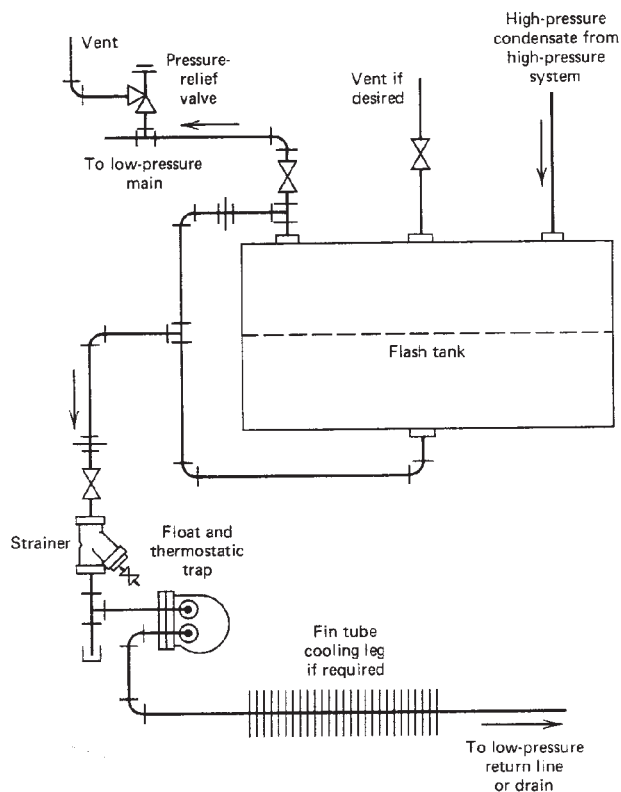 Vent
Pressure-
relief
valve
Vent if
desired
High-pressure
condensate from
high-pressure
system
To low-pressure
main
Flash tank
Strainer
Float and
thermostatic
trap
Fin tube
cooling leg
if required
To low-pressure
return line
or drain